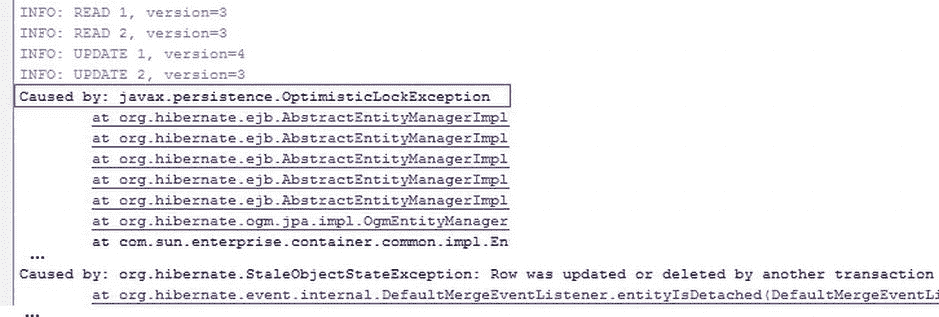 INFO: READ 1, version=3
INFO: READ 2, version=3
INFO: UPDATE 1, version=4
INFO: UPDATE 2, version=3
Caused by: javax.persistence.OptimisticLockException
at org.hibernate.ejb.AbstractEntityManagerImpl
at org.hibernate.ejb.AbstractEntityManagerImpl
at org.hibernate.ejb.AbstractEntityManagerImpl
at org.hibernate.ejb.AbstractEntityManagerImpl
at org.hibernate.ejb.AbstractEntityManagerImpl
at org.hibernate.ogm.jpa.impl.OgmEntityManager
at com.sun.enterprise.container.common.impl.En
...
Caused by: org.hibernate.StaleObjectStateException: Row was updated or deleted by another transaction
at org.hibernate.event.internal.DefaultMergeEventListener.entityIsDetached(DefaultMergeEventLi
...